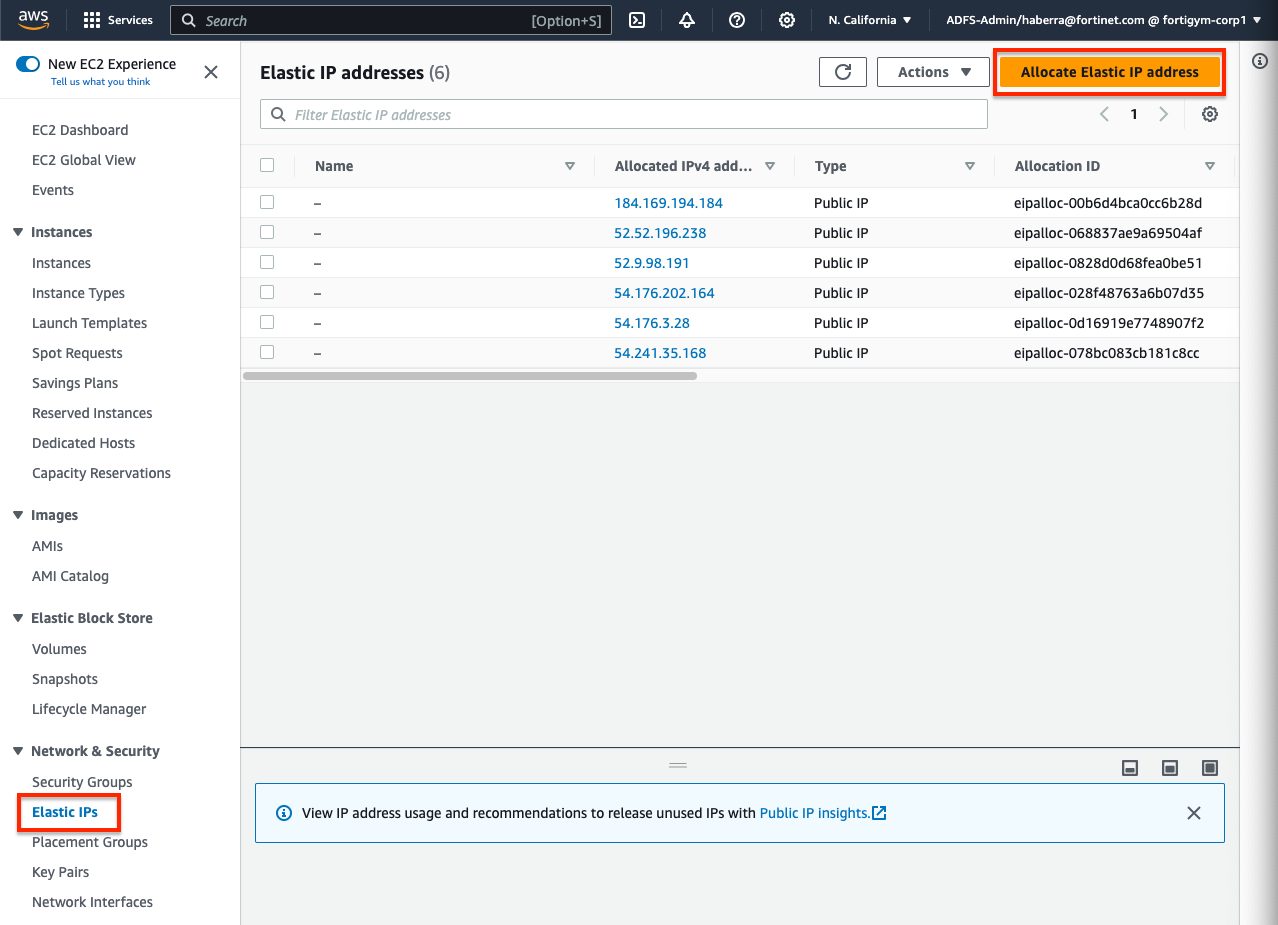 aws Services Search [Option+S] N. California ADFS-Admin/haberra@fortinet.com @ fortigym-corp1
New EC2 Experience
Tell us what you think
EC2 Dashboard
EC2 Global View
Events
Instances
Instances
Instance Types
Launch Templates
Spot Requests
Savings Plans
Reserved Instances
Dedicated Hosts
Capacity Reservations
Images
AMIs
AMI Catalog
Elastic Block Store
Volumes
Snapshots
Lifecycle Manager
Network & Security
Security Groups
Elastic IPs
Placement Groups
Key Pairs
Network Interfaces
Elastic IP addresses (6) Actions Allocate Elastic IP address
Filter Elastic IP addresses 1
Name Allocated IPv4 add... Type Allocation ID
– 184.169.194.184 Public IP eipalloc-00b6d4bca0cc6b28d
– 52.52.196.238 Public IP eipalloc-068837ae9a69504af
– 52.9.98.191 Public IP eipalloc-0828d0d68fea0be51
– 54.176.202.164 Public IP eipalloc-028f48763a6b07d35
– 54.176.3.28 Public IP eipalloc-0d16919e7748907f2
– 54.241.35.168 Public IP eipalloc-078bc083cb181c8cc
View IP address usage and recommendations to release unused IPs with Public IP insights.